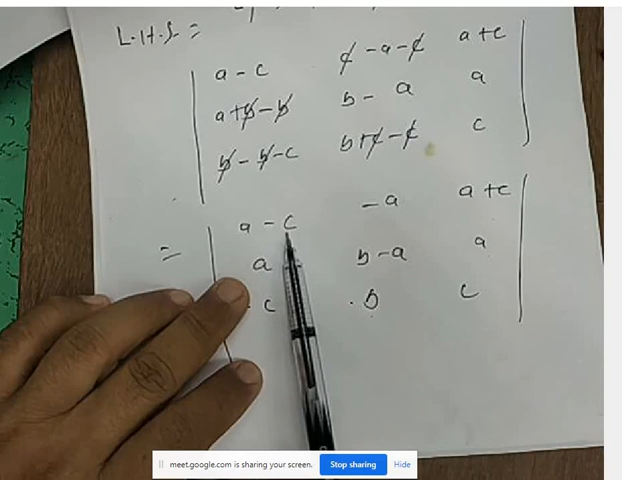 L.H.S. =
a - c c - a - c a + c
a + b - b b - a a
b - b - c b + c - c c
= a - c - a a + c
a b - a a
c b c
meet.google.com is sharing your screen. Stop sharing Hide